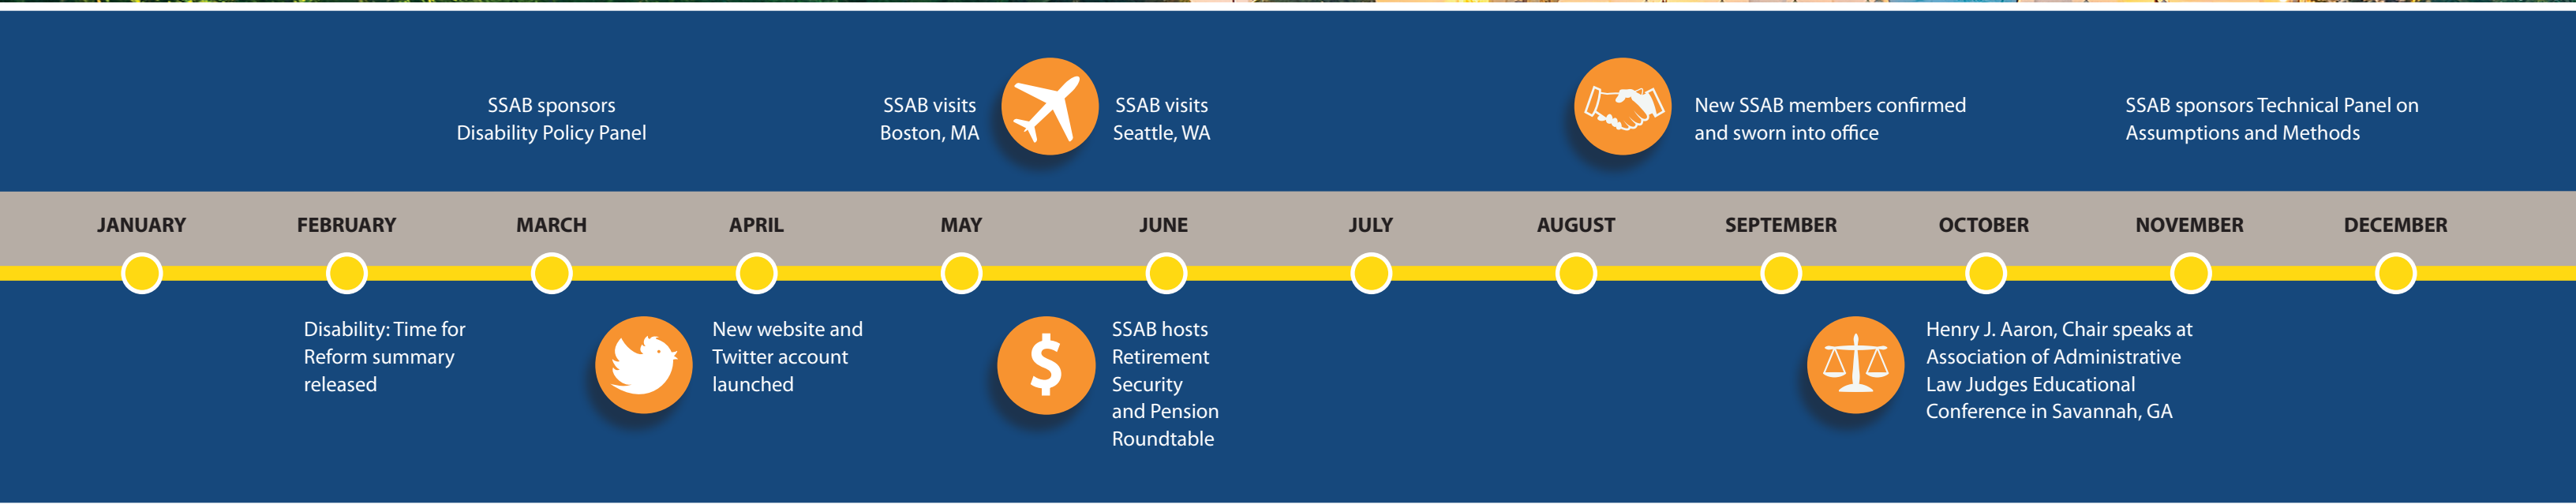 SSAB sponsors
Disability Policy Panel
SSAB visits
Boston, MA
SSAB visits
Seattle, WA
New SSAB members confirmed
and sworn into office
SSAB sponsors Technical Panel on
Assumptions and Methods
JANUARY FEBRUARY MARCH APRIL MAY JUNE JULY AUGUST SEPTEMBER OCTOBER NOVEMBER DECEMBER
Disability: Time for
Reform summary
released
New website and
Twitter account
launched
$
SSAB hosts
Retirement
Security
and Pension
Roundtable
Henry J. Aaron, Chair speaks at
Association of Administrative
Law Judges Educational
Conference in Savannah, GA